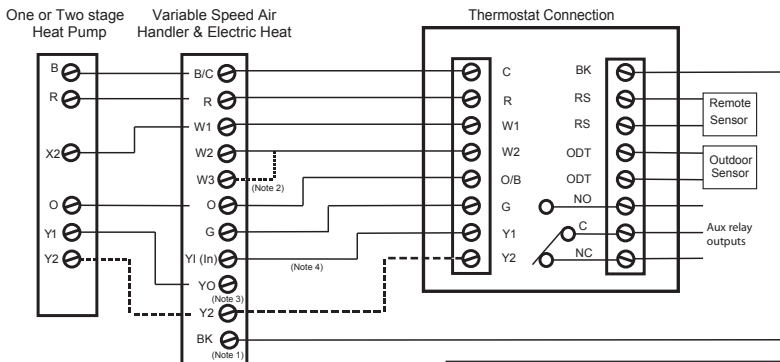 One or Two stage
Heat Pump
Variable Speed Air
Handler & Electric Heat
Thermostat Connection
B
R
X2
O
Y1
Y2
B/C
R
W1
W2
W3
(Note 2)
O
G
YI (In)
(Note 4)
YO
(Note 3)
Y2
BK
(Note 1)
C
R
W1
W2
O/B
G
Y1
Y2
BK
RS
RS
ODT
ODT
NO
C
NC
Remote
Sensor
Outdoor
Sensor
Aux relay
outputs